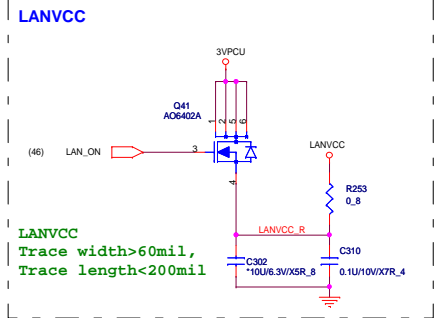 LANVCC
3VPCU
Q41
AO6402A
1
2
5
6
(46)
LAN_ON
3
4
LANVCC
R253
0_8
LANVCC_R
LANVCC
Trace width>60mil,
Trace length<200mil
C302
*10U/6.3V/X5R_8
C310
0.1U/10V/X7R_4